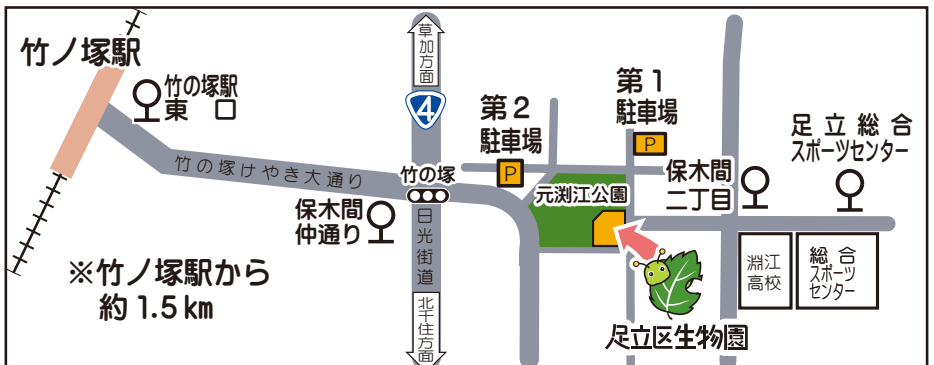 竹ノ塚駅
竹の塚駅
東口
草加方面
4
第2
駐車場
P
第1
駐車場
P
足立総合
スポーツセンター
竹の塚けやき大通り
竹の塚
元渕江公園
保木間
二丁目
保木間
仲通り
日光街道
北千住方面
※竹ノ塚駅から
約1.5km
淵江
高校
総合
スポーツ
センター
足立区生物園